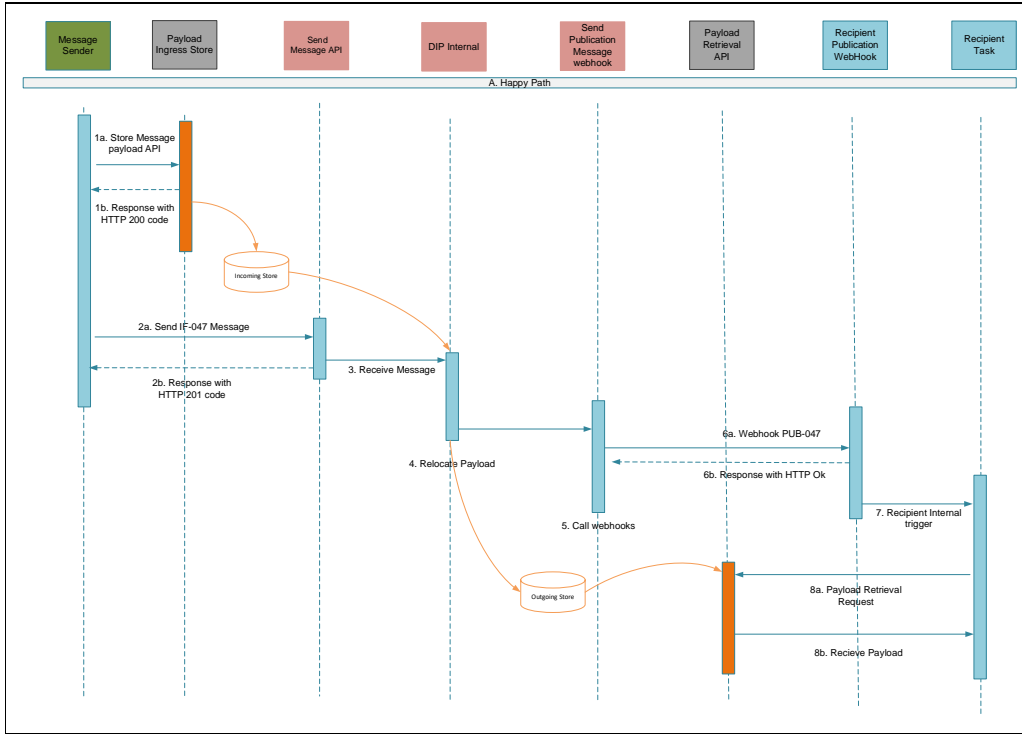 Message
Sender
Payload
Ingress Store
Send
Message API
DIP Internal
Send
Publication
Message
webhook
Payload
Retrieval
API
Recipient
Publication
WebHook
Recipient
Task
A. Happy Path
1a. Store Message
payload API
1b. Response with
HTTP 200 code
Incoming Store
2a. Send IF-047 Message
3. Receive Message
2b. Response with
HTTP 201 code
6a. Webhook PUB-047
4. Relocate Payload
6b. Response with HTTP Ok
7. Recipient Internal
trigger
5. Call webhooks
8a. Payload Retrieval
Request
Outgoing Store
8b. Recieve Payload